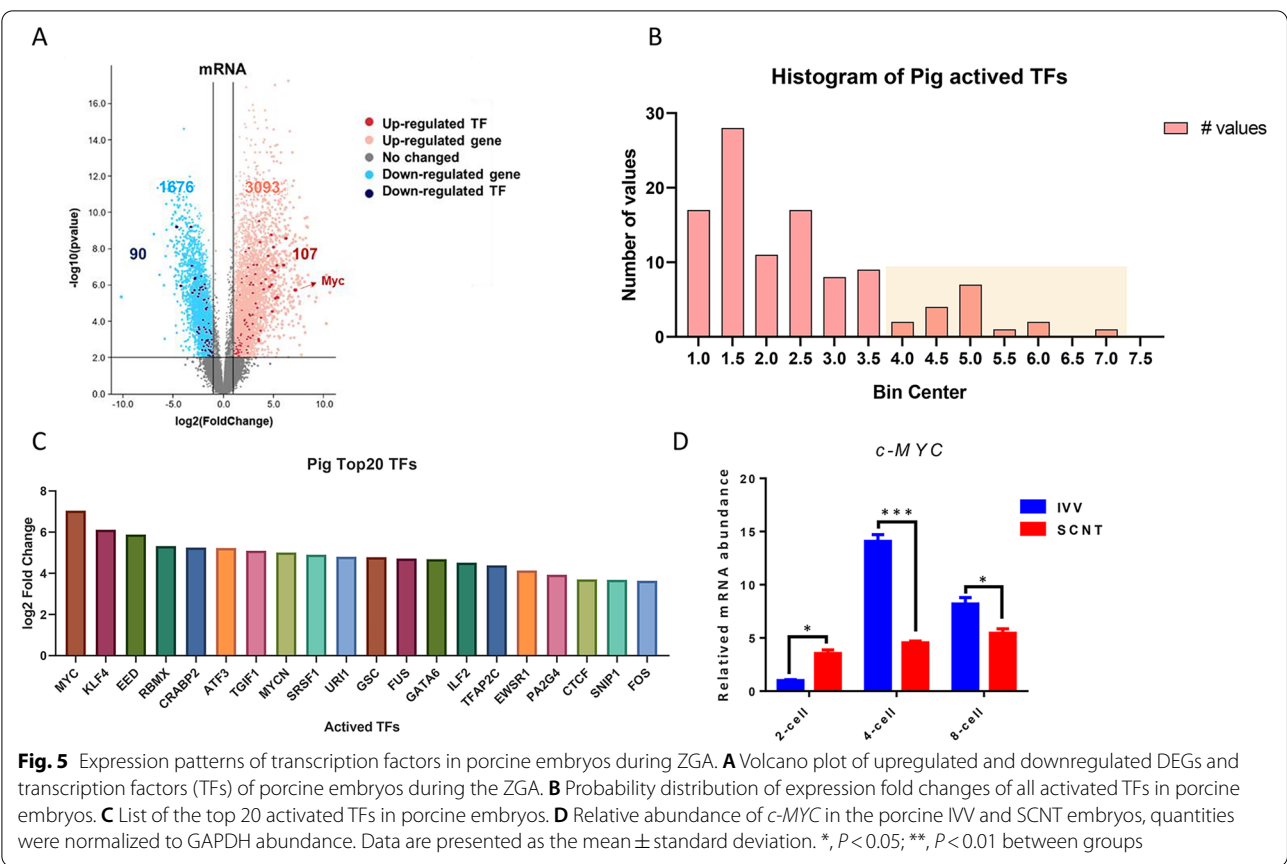 A
mRNA
16.0
14.0
12.0
10.0
8.0
6.0
4.0
2.0
0.0
-log10(pvalue)
1676
3093
90
107
Myc
-10.0 -5.0 0.0 5.0 10.0
log2(FoldChange)
Up-regulated TF
Up-regulated gene
No changed
Down-regulated gene
Down-regulated TF
B
Histogram of Pig actived TFs
# values
30
20
10
0
Number of values
1.0 1.5 2.0 2.5 3.0 3.5 4.0 4.5 5.0 5.5 6.0 6.5 7.0 7.5
Bin Center
C
Pig Top20 TFs
8
6
4
2
0
log2 Fold Change
MYC KLF4 EED RBMX CRABP2 ATF3 TGIF1 MYCN SRSF1 URI1 GSC FUS GATA6 ILF2 TFAP2C EWSR1 PA2G4 CTCF SNIP1 FOS
Actived TFs
D
c-MYC
20
15
10
5
0
Relatived mRNA abundance
*
***
*
2-cell 4-cell 8-cell
IVV
SCNT
Fig. 5 Expression patterns of transcription factors in porcine embryos during ZGA. A Volcano plot of upregulated and downregulated DEGs and
transcription factors (TFs) of porcine embryos during the ZGA. B Probability distribution of expression fold changes of all activated TFs in porcine
embryos. C List of the top 20 activated TFs in porcine embryos. D Relative abundance of c-MYC in the porcine IVV and SCNT embryos, quantities
were normalized to GAPDH abundance. Data are presented as the mean ± standard deviation. *, P < 0.05; **, P < 0.01 between groups